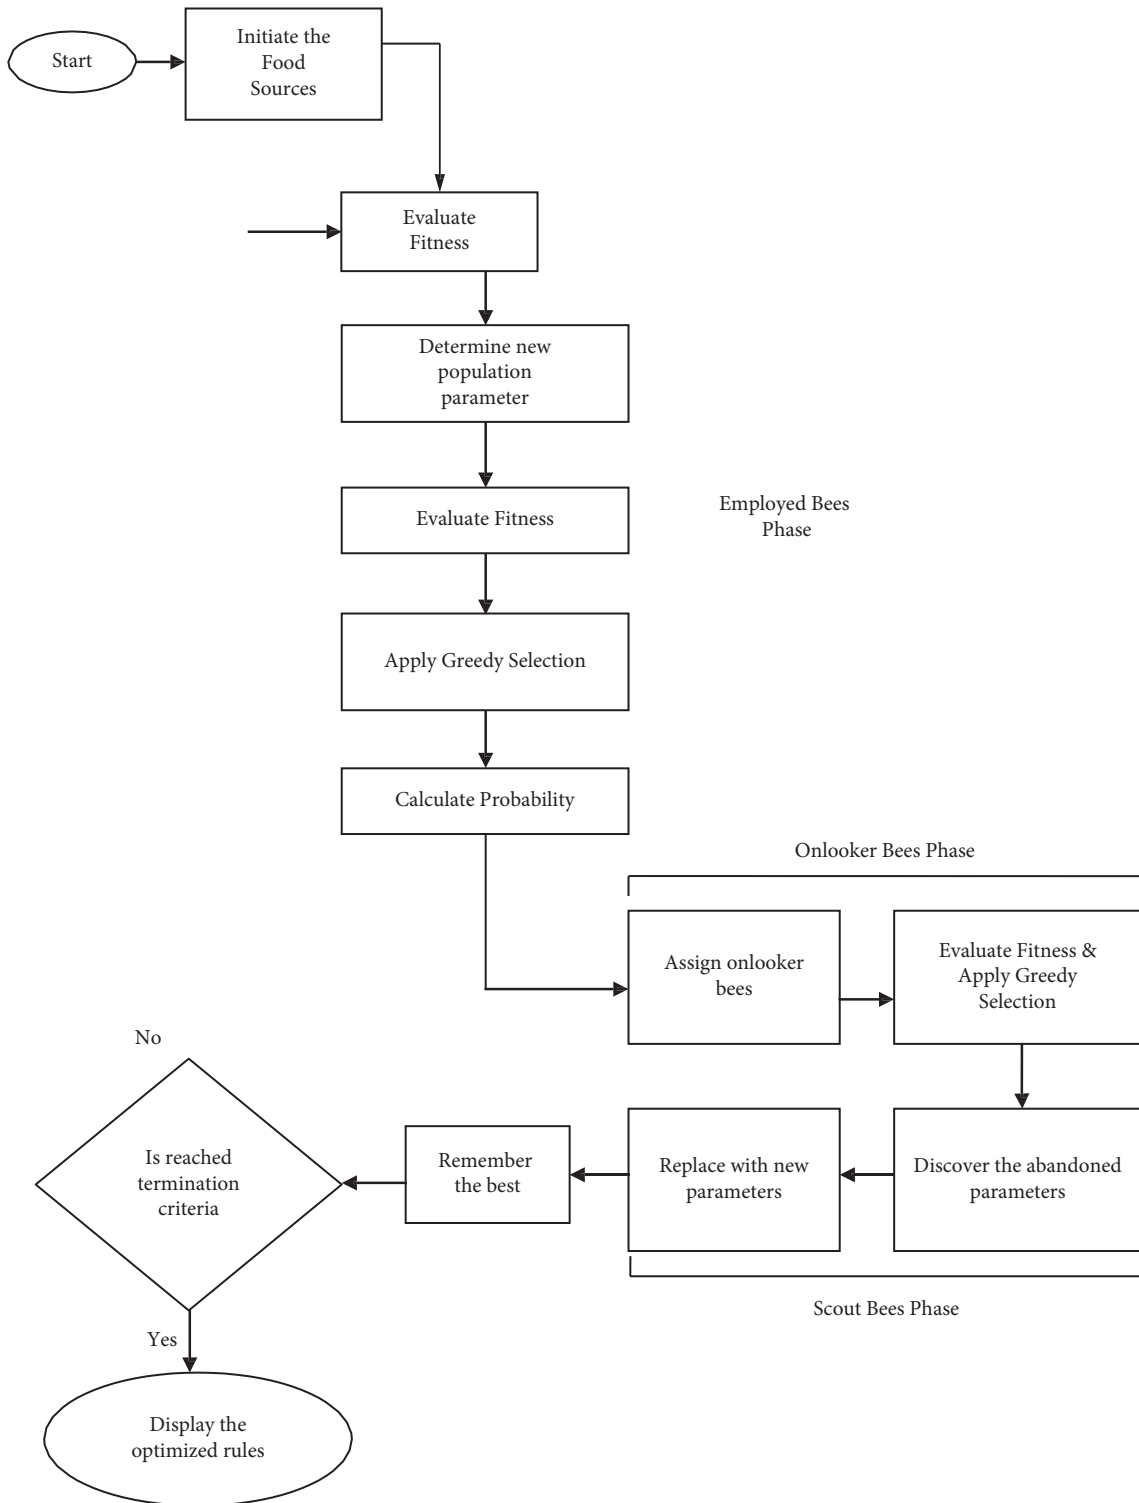 Start
Initiate the
Food
Sources
Evaluate
Fitness
Determine new
population
parameter
Evaluate Fitness
Employed Bees
Phase
Apply Greedy Selection
Calculate Probability
Onlooker Bees Phase
Assign onlooker
bees
Evaluate Fitness &
Apply Greedy
Selection
No
Is reached
termination
criteria
Remember
the best
Replace with new
parameters
Discover the abandoned
parameters
Scout Bees Phase
Yes
Display the
optimized rules